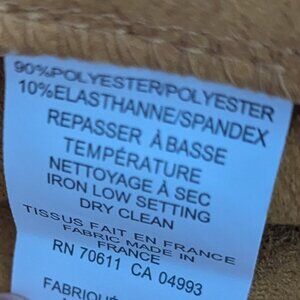 90%POLYESTER/POLYESTER
10%ELASTHANNE/SPANDEX
REPASSER À BASSE
TEMPÉRATURE
NETTOYAGE À SEC
IRON LOW SETTING
DRY CLEAN
TISSUS FAIT EN FRANCE
FABRIC MADE IN
FRANCE
RN 70611 CA 04993
FABRIQUÉ